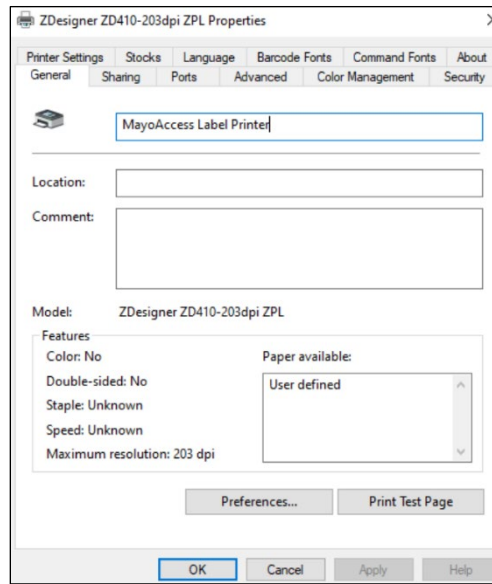 ZDesigner ZD410-203dpi ZPL Properties
Printer Settings Stocks Language Barcode Fonts Command Fonts About
General Sharing Ports Advanced Color Management Security
MayoAccess Label Printer
Location:
Comment:
Model: ZDesigner ZD410-203dpi ZPL
Features
Color: No Paper available:
Double-sided: No User defined
Staple: Unknown
Speed: Unknown
Maximum resolution: 203 dpi
Preferences... Print Test Page
OK Cancel Apply Help